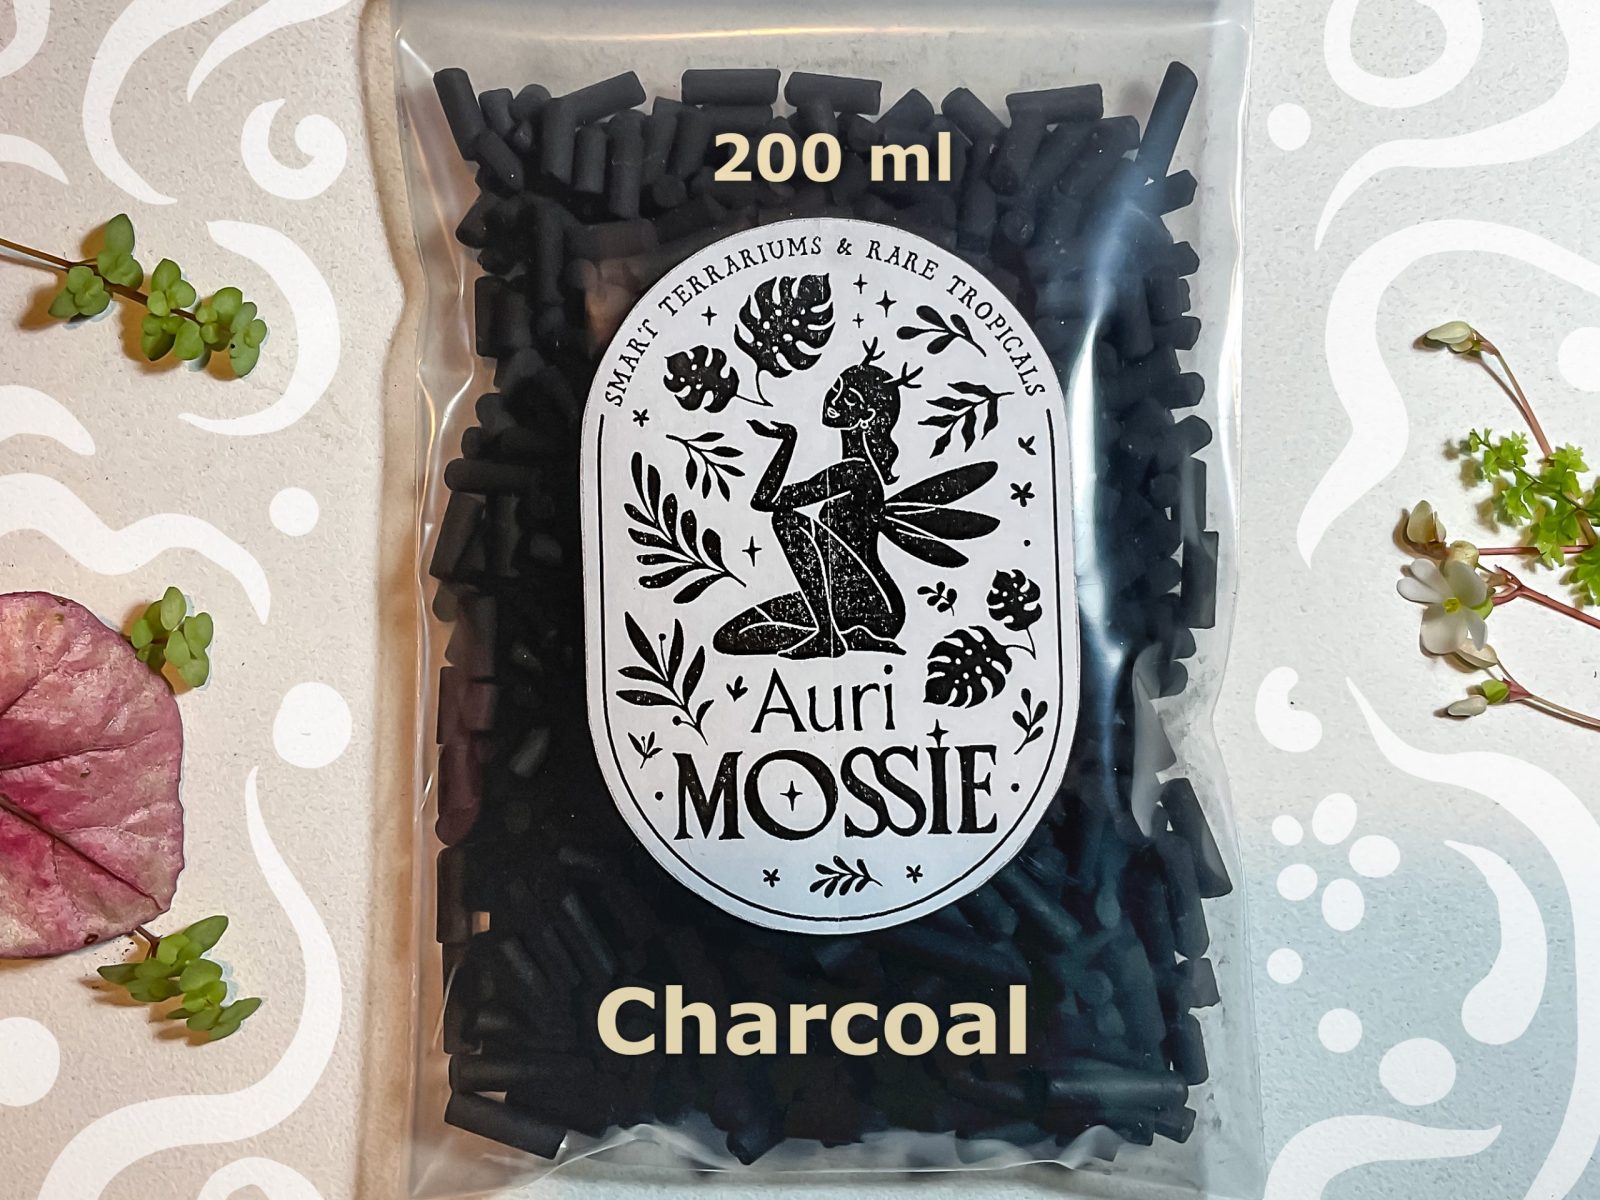 200 ml
SMART TERRARIUMS & RARE TROPICALS
Auri
MOSSIE
Charcoal